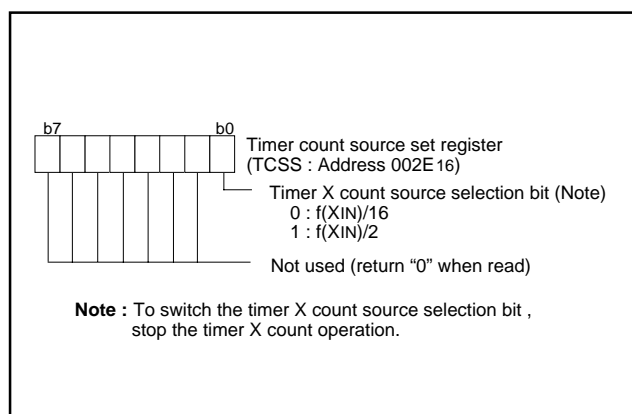 b7 b0
Timer count source set register
(TCSS : Address 002E16)
Timer X count source selection bit (Note)
0 : f(XIN)/16
1 : f(XIN)/2
Not used (return “0” when read)
Note : To switch the timer X count source selection bit ,
stop the timer X count operation.